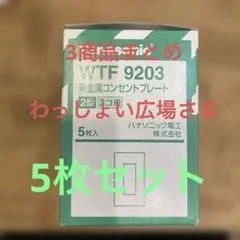 Panasonic
3商品まとめ
WTF 9203
新金属コンセントプレート
わっしょい広場さま
2型 3コ用
5枚入
パナソニック電工
株式会社
5枚セット